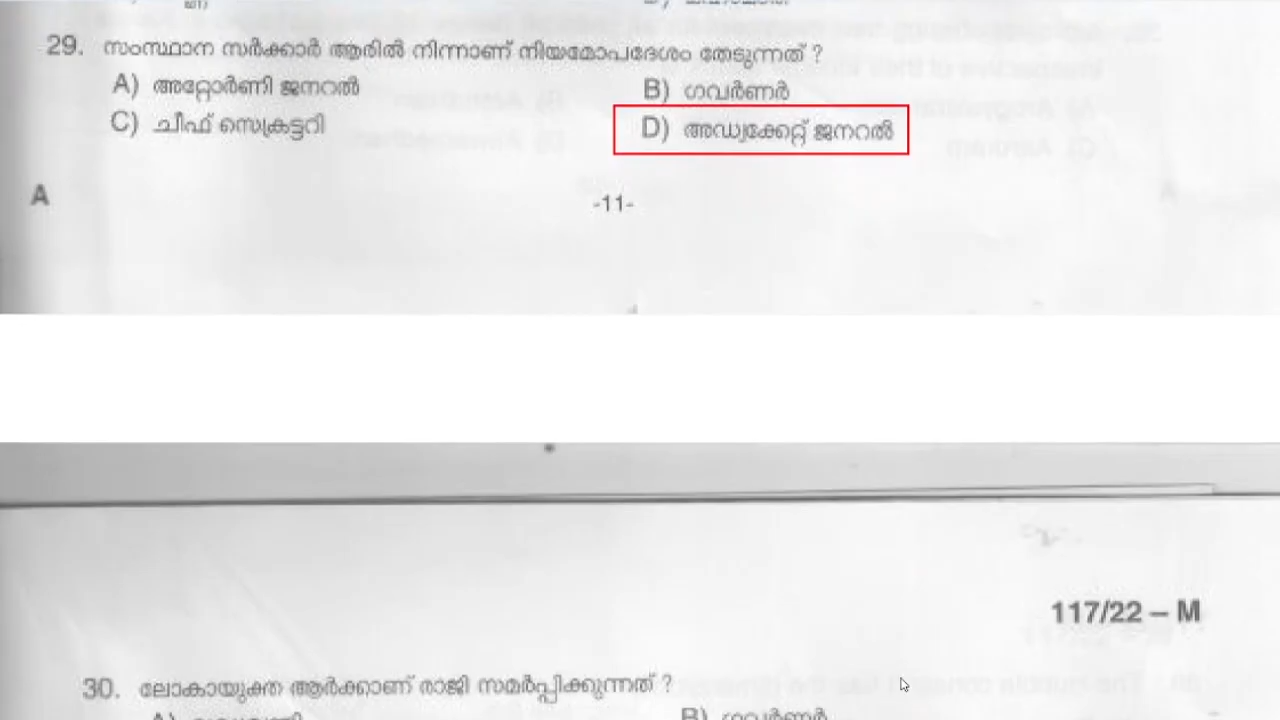 29. സംസ്ഥാന സർക്കാർ ആരിൽ നിന്നാണ് നിയമോപദേശം തേടുന്നത് ?
A) അറ്റോർണി ജനറൽ
B) ഗവർണർ
C) ചീഫ് സെക്രട്ടറി
D) അഡ്വക്കേറ്റ് ജനറൽ
A
-11-
117/22 – M
30. ലോകായുക്ത ആർക്കാണ് രാജി സമർപ്പിക്കുന്നത് ?
B) ഗവർണർ